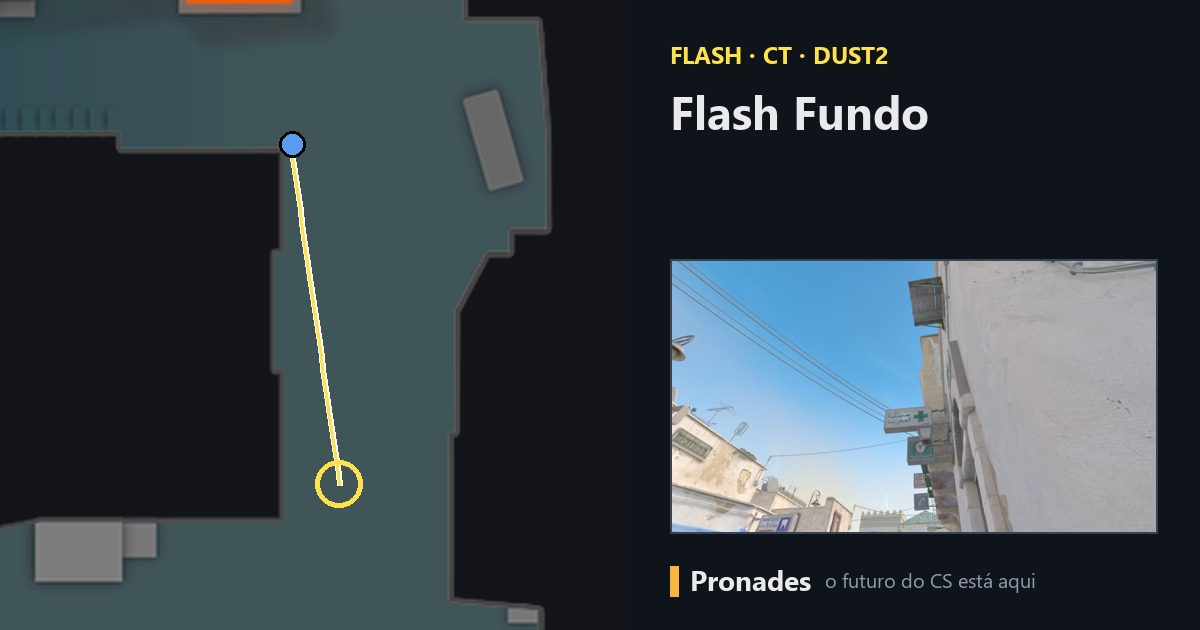 FLASH · CT · DUST2
Flash Fundo
Pronades o futuro do CS está aqui